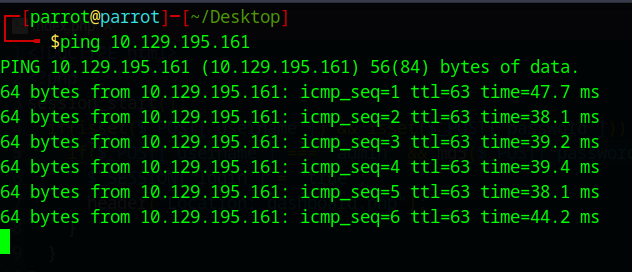 ┌─[parrot@parrot]─[~/Desktop]
└──╼ $ping 10.129.195.161
PING 10.129.195.161 (10.129.195.161) 56(84) bytes of data.
64 bytes from 10.129.195.161: icmp_seq=1 ttl=63 time=47.7 ms
64 bytes from 10.129.195.161: icmp_seq=2 ttl=63 time=38.1 ms
64 bytes from 10.129.195.161: icmp_seq=3 ttl=63 time=39.2 ms
64 bytes from 10.129.195.161: icmp_seq=4 ttl=63 time=39.4 ms
64 bytes from 10.129.195.161: icmp_seq=5 ttl=63 time=38.1 ms
64 bytes from 10.129.195.161: icmp_seq=6 ttl=63 time=44.2 ms